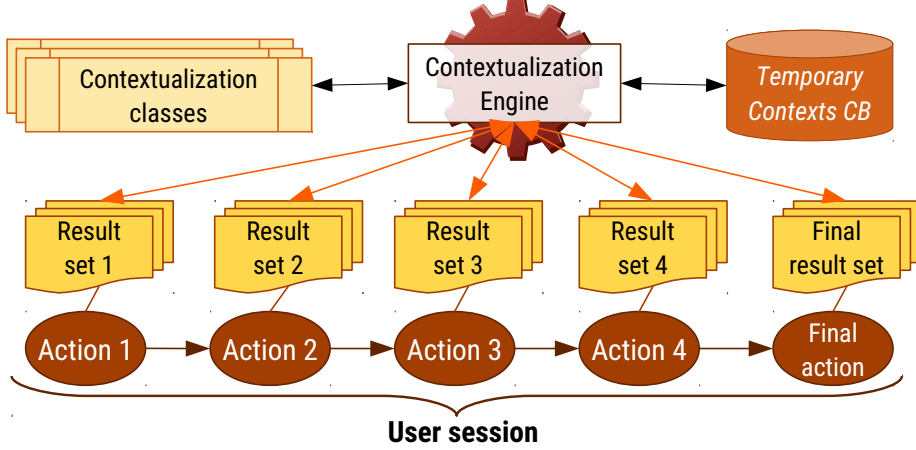 Contextualization
classes
Contextualization
Engine
Temporary
Contexts CB
Result
set 1
Result
set 2
Result
set 3
Result
set 4
Final
result set
Action 1
Action 2
Action 3
Action 4
Final
action
User session